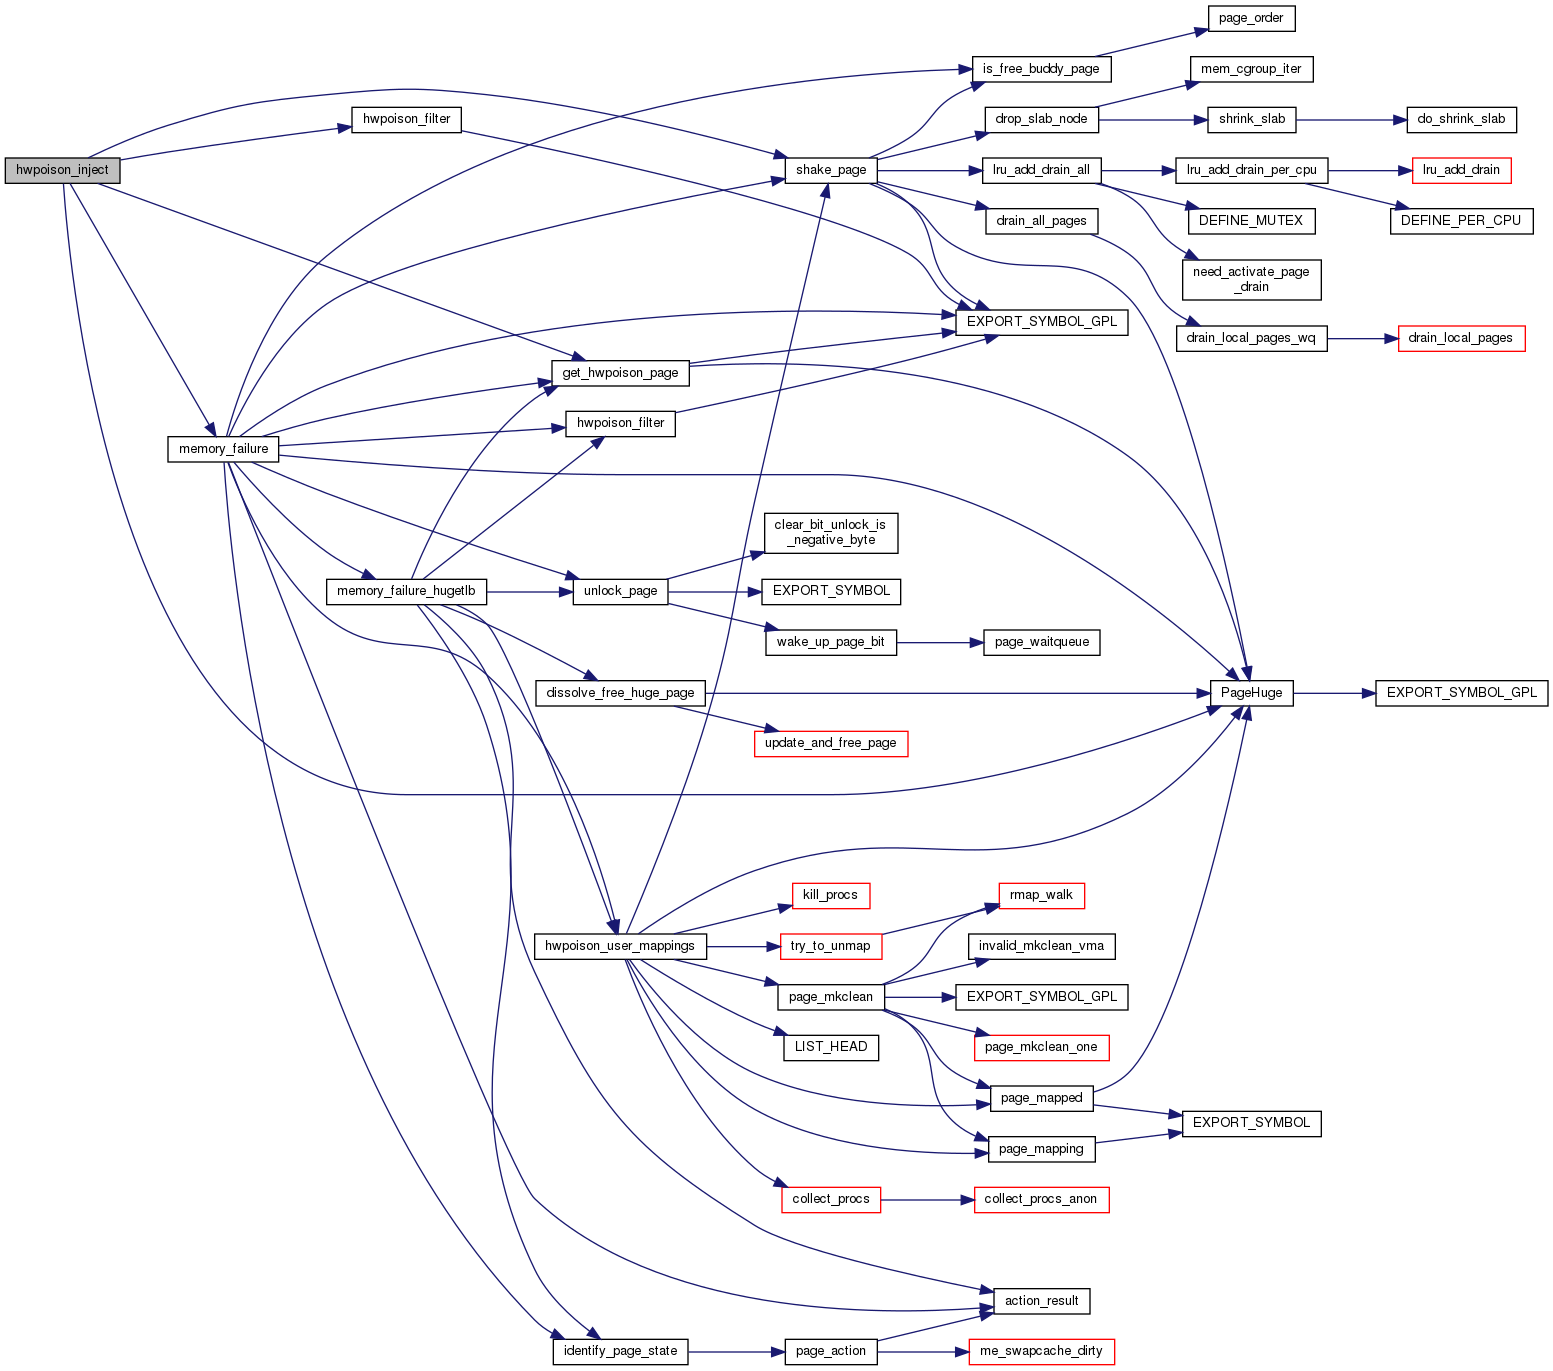 page_order
is_free_buddy_page
mem_cgroup_iter
hwpoison_filter
drop_slab_node
shrink_slab
do_shrink_slab
hwpoison_inject
shake_page
lru_add_drain_all
lru_add_drain_per_cpu
lru_add_drain
drain_all_pages
DEFINE_MUTEX
DEFINE_PER_CPU
need_activate_page
_drain
EXPORT_SYMBOL_GPL
drain_local_pages_wq
drain_local_pages
get_hwpoison_page
hwpoison_filter
memory_failure
clear_bit_unlock_is
_negative_byte
memory_failure_hugetlb
unlock_page
EXPORT_SYMBOL
wake_up_page_bit
page_waitqueue
dissolve_free_huge_page
PageHuge
EXPORT_SYMBOL_GPL
update_and_free_page
kill_procs
rmap_walk
hwpoison_user_mappings
try_to_unmap
invalid_mkclean_vma
page_mkclean
EXPORT_SYMBOL_GPL
LIST_HEAD
page_mkclean_one
page_mapped
EXPORT_SYMBOL
page_mapping
collect_procs
collect_procs_anon
action_result
identify_page_state
page_action
me_swapcache_dirty